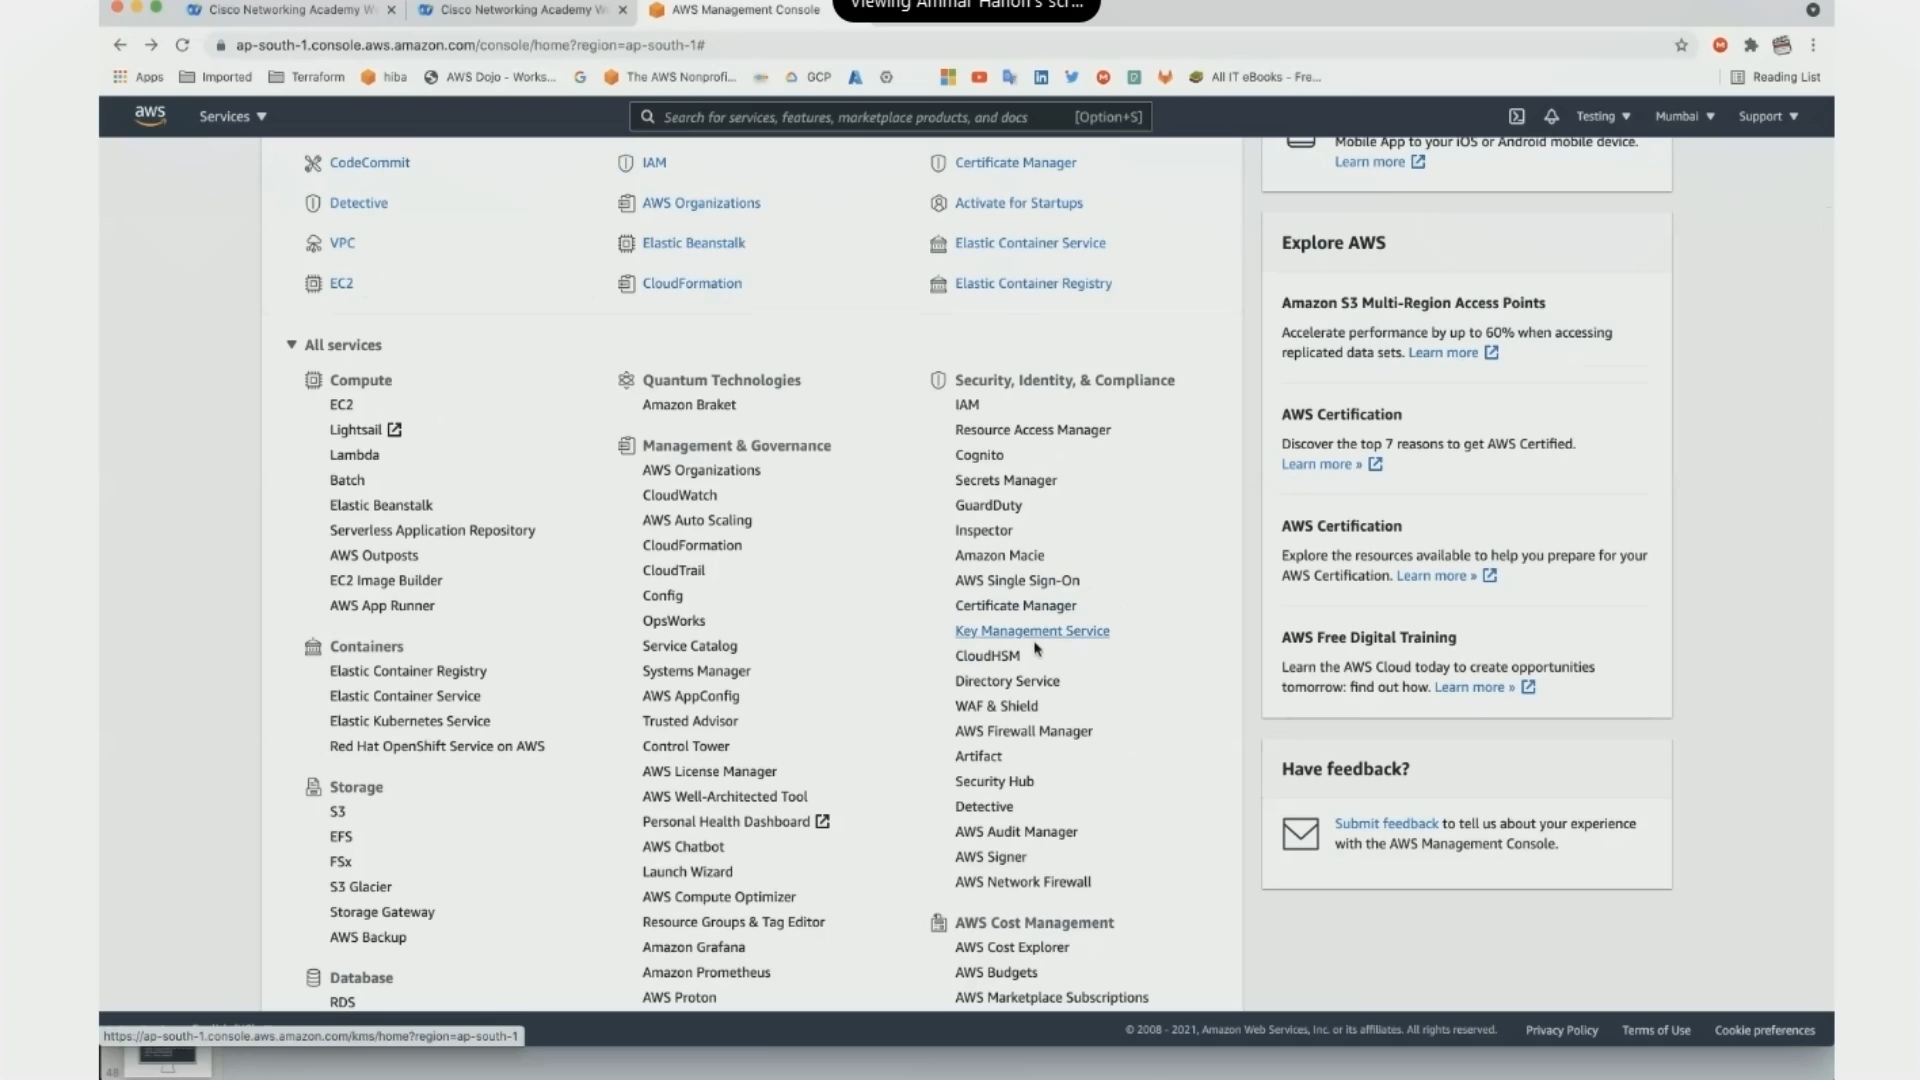 Viewing Ammar Hanon's scr...
Cisco Networking Academy W
Cisco Networking Academy W
AWS Management Console
ap-south-1.console.aws.amazon.com/console/home?region=ap-south-1#
Apps
Imported
Terraform
hiba
AWS Dojo - Works...
The AWS Nonprofi...
GCP
All IT eBooks - Fre...
Reading List
aws
Services
Search for services, features, marketplace products, and docs
[Option+S]
Testing
Mumbai
Support
CodeCommit
IAM
Certificate Manager
Detective
AWS Organizations
Activate for Startups
VPC
Elastic Beanstalk
Elastic Container Service
EC2
CloudFormation
Elastic Container Registry
All services
Compute
EC2
Lightsail
Lambda
Batch
Elastic Beanstalk
Serverless Application Repository
AWS Outposts
EC2 Image Builder
AWS App Runner
Containers
Elastic Container Registry
Elastic Container Service
Elastic Kubernetes Service
Red Hat OpenShift Service on AWS
Storage
S3
EFS
FSx
S3 Glacier
Storage Gateway
AWS Backup
Database
RDS
Quantum Technologies
Amazon Braket
Management & Governance
AWS Organizations
CloudWatch
AWS Auto Scaling
CloudFormation
CloudTrail
Config
OpsWorks
Service Catalog
Systems Manager
AWS AppConfig
Trusted Advisor
Control Tower
AWS License Manager
AWS Well-Architected Tool
Personal Health Dashboard
AWS Chatbot
Launch Wizard
AWS Compute Optimizer
Resource Groups & Tag Editor
Amazon Grafana
Amazon Prometheus
AWS Proton
Security, Identity, & Compliance
IAM
Resource Access Manager
Cognito
Secrets Manager
GuardDuty
Inspector
Amazon Macie
AWS Single Sign-On
Certificate Manager
Key Management Service
CloudHSM
Directory Service
WAF & Shield
AWS Firewall Manager
Artifact
Security Hub
Detective
AWS Audit Manager
AWS Signer
AWS Network Firewall
AWS Cost Management
AWS Cost Explorer
AWS Budgets
AWS Marketplace Subscriptions
Mobile App to your iOS or Android mobile device.
Learn more
Explore AWS
Amazon S3 Multi-Region Access Points
Accelerate performance by up to 60% when accessing
replicated data sets. Learn more
AWS Certification
Discover the top 7 reasons to get AWS Certified.
Learn more »
AWS Certification
Explore the resources available to help you prepare for your
AWS Certification. Learn more »
AWS Free Digital Training
Learn the AWS Cloud today to create opportunities
tomorrow: find out how. Learn more »
Have feedback?
Submit feedback to tell us about your experience
with the AWS Management Console.
© 2008 - 2021, Amazon Web Services, Inc. or its affiliates. All rights reserved.
Privacy Policy
Terms of Use
Cookie preferences
https://ap-south-1.console.aws.amazon.com/kms/home?region=ap-south-1
48